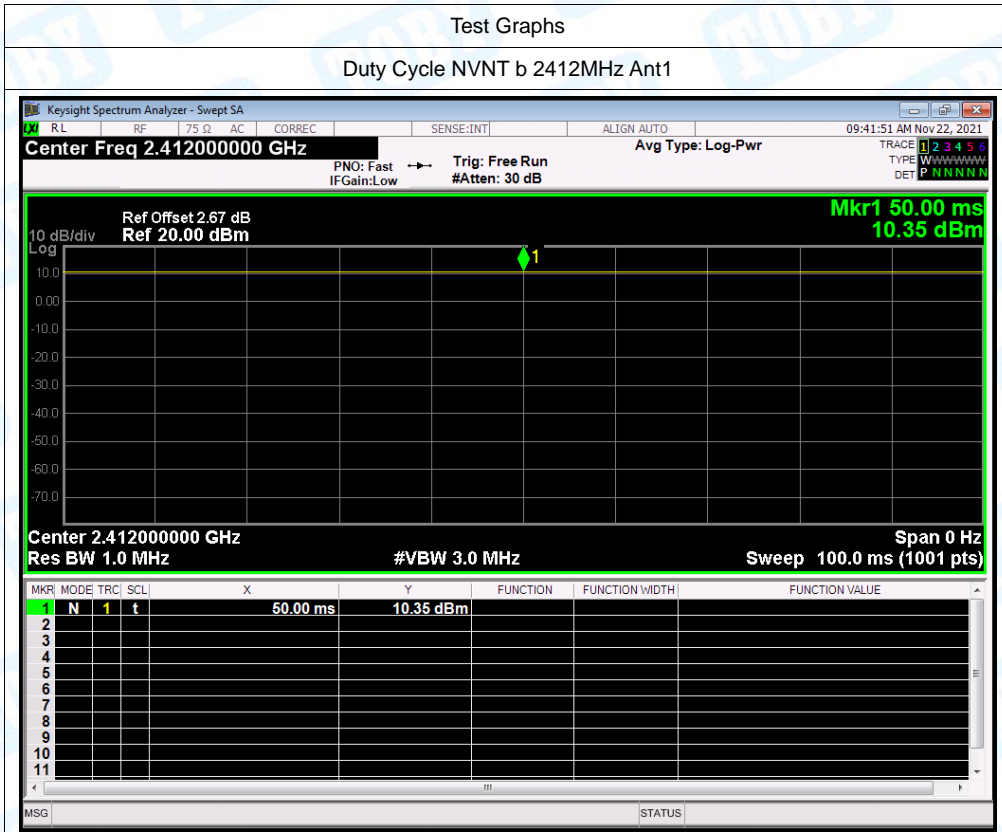 Test Graphs
Duty Cycle NVNT b 2412MHz Ant1
Keysight Spectrum Analyzer - Swept SA
LXI RL RF 75 Ω AC CORREC SENSE:INT ALIGN AUTO 09:41:51 AM Nov 22, 2021
Center Freq 2.412000000 GHz
PNO: Fast
IFGain:Low
Trig: Free Run
#Atten: 30 dB
Avg Type: Log-Pwr
TRACE 1 2 3 4 5 6
TYPE WWWWWW
DET P N N N N N
Mkr1 50.00 ms
10.35 dBm
Ref Offset 2.67 dB
10 dB/div Ref 20.00 dBm
Log
1
10.0
0.00
-10.0
-20.0
-30.0
-40.0
-50.0
-60.0
-70.0
Center 2.412000000 GHz Span 0 Hz
Res BW 1.0 MHz #VBW 3.0 MHz Sweep 100.0 ms (1001 pts)
MKR MODE TRC SCL X Y FUNCTION FUNCTION WIDTH FUNCTION VALUE
1 N 1 t 50.00 ms 10.35 dBm
2
3
4
5
6
7
8
9
10
11
MSG STATUS